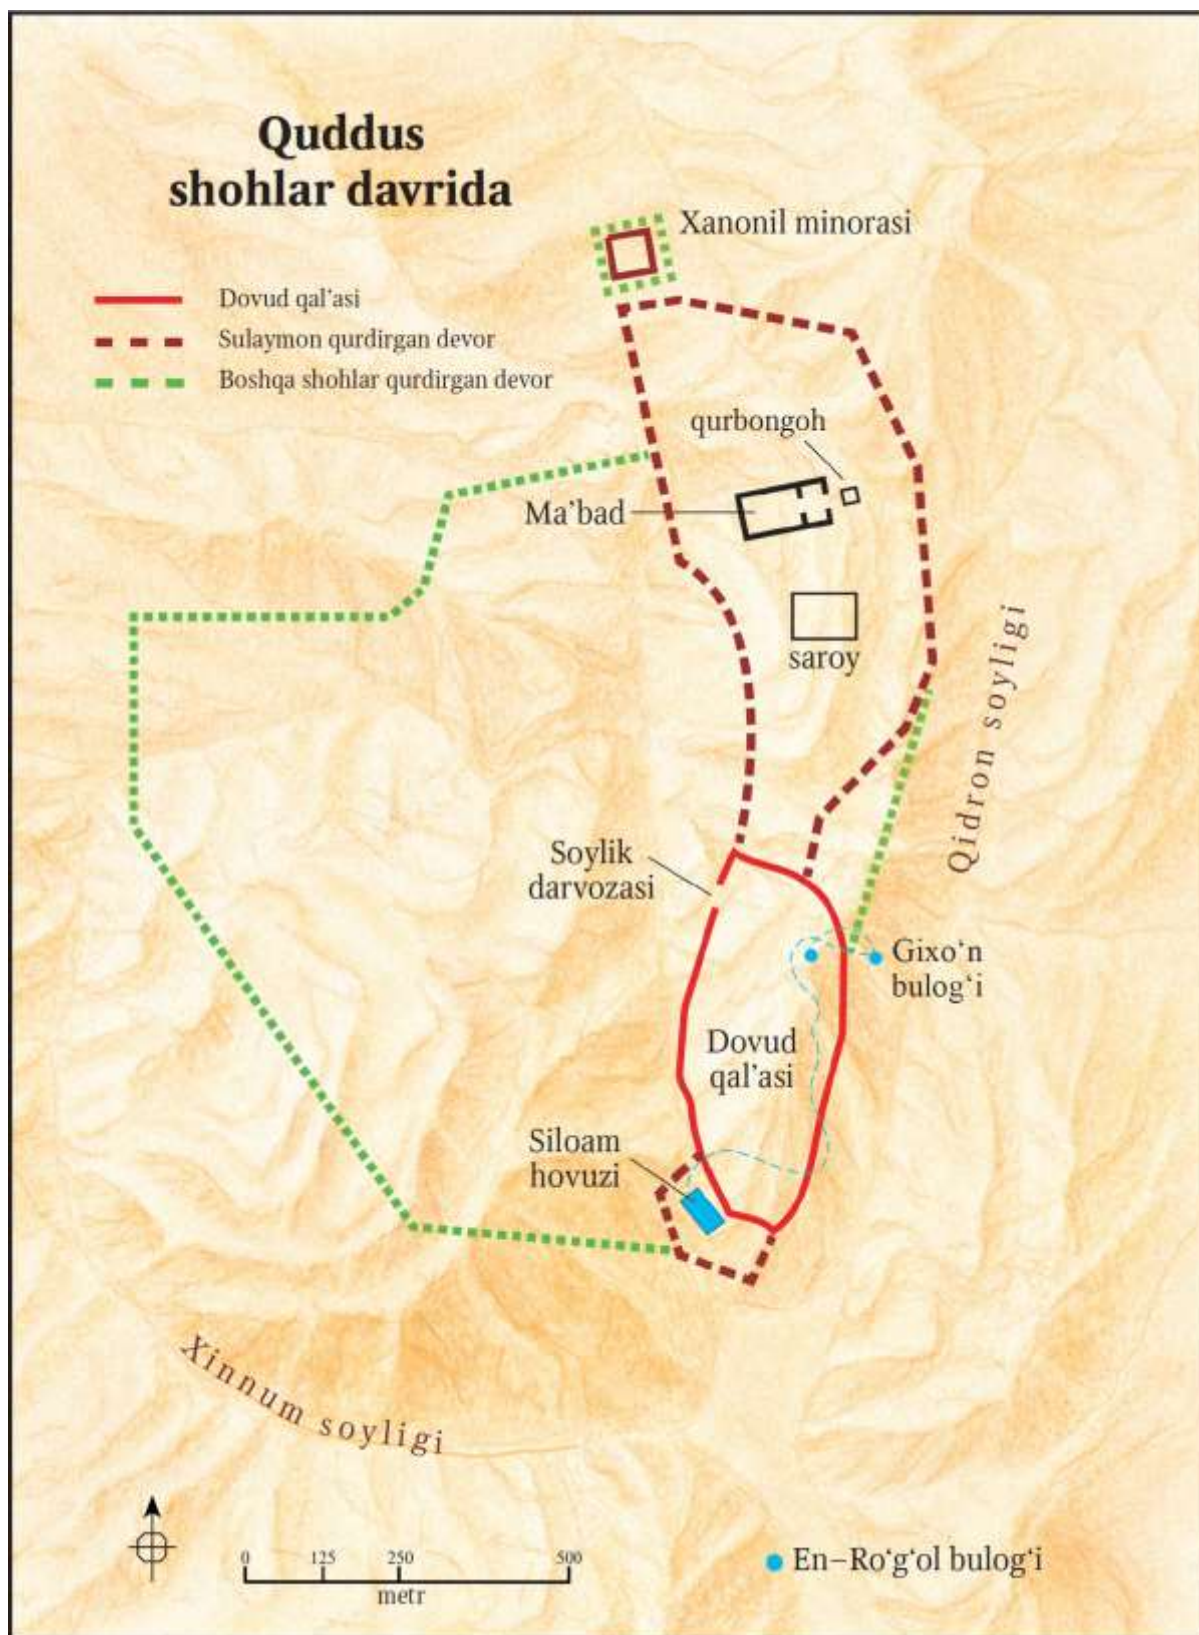 Quddus
shohlar davrida
Dovud qal’asi
Sulaymon qurdirgan devor
Boshqa shohlar qurdirgan devor
Xanonil minorasi
qurbongoh
Ma’bad
saroy
Qidron soyligi
Soylik
darvozasi
Gixo‘n
bulog‘i
Dovud
qal’asi
Siloam
hovuzi
Xinnum soyligi
0 125 250 500
metr
En–Ro‘g‘ol bulog‘i